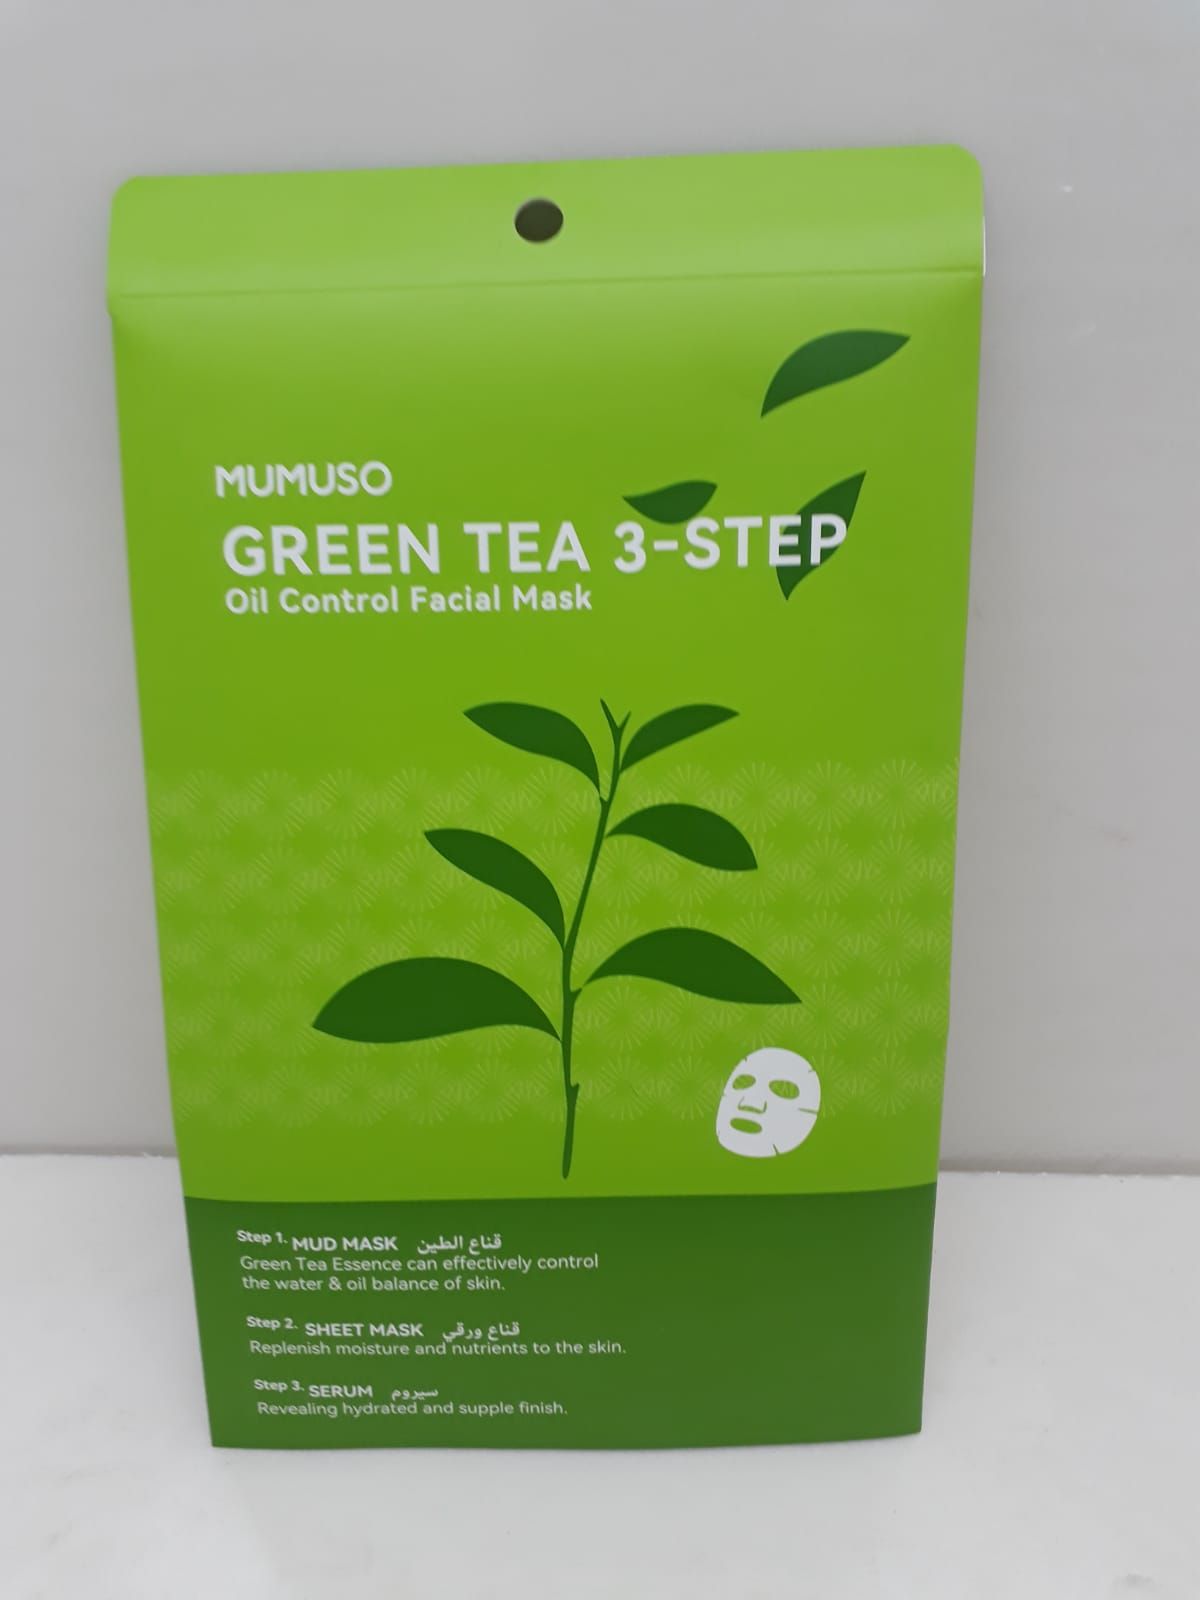 MUMUSO
GREEN TEA 3-STEP
Oil Control Facial Mask
Step 1. MUD MASK قناع الطين
Green Tea Essence can effectively control
the water & oil balance of skin.
Step 2. SHEET MASK قناع ورقي
Replenish moisture and nutrients to the skin.
Step 3. SERUM سيروم
Revealing hydrated and supple finish.